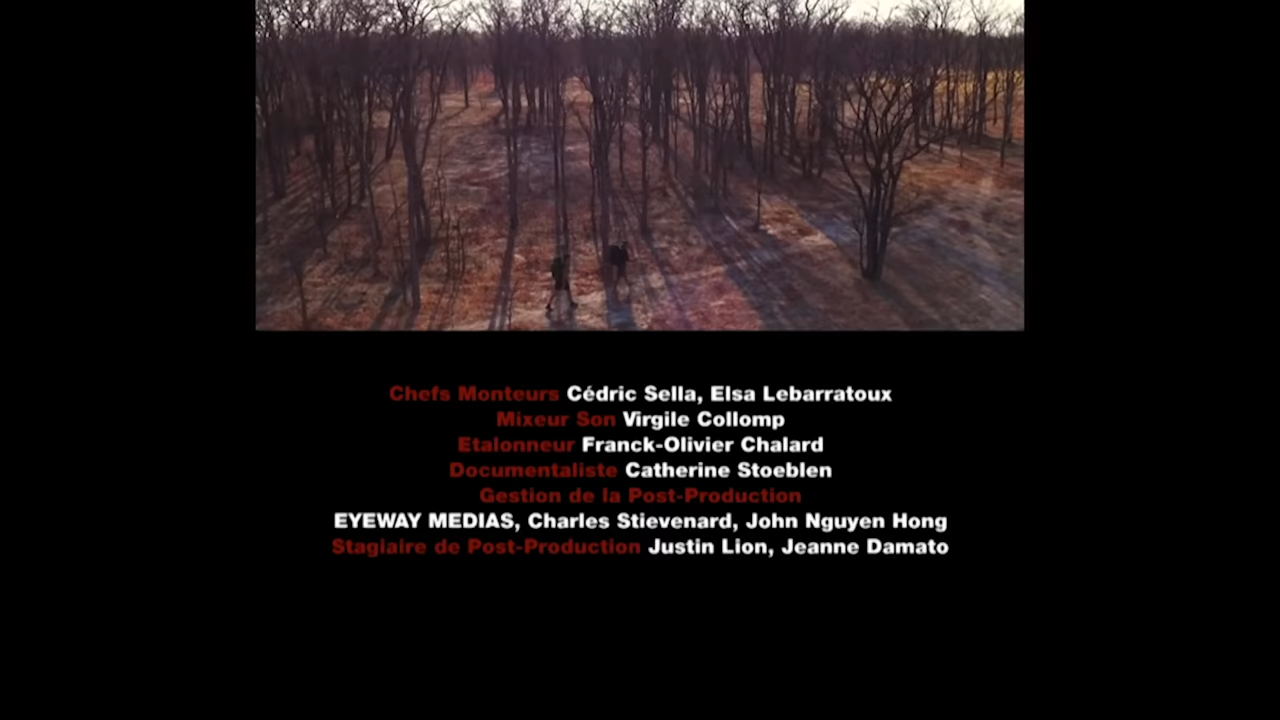 Chefs Monteurs Cédric Sella, Elsa Lebarratoux
Mixeur Son Virgile Collomp
Etalonneur Franck-Olivier Chalard
Documentaliste Catherine Stoeblen
Gestion de la Post-Production
EYEWAY MEDIAS, Charles Stievenard, John Nguyen Hong
Stagiaire de Post-Production Justin Lion, Jeanne Damato